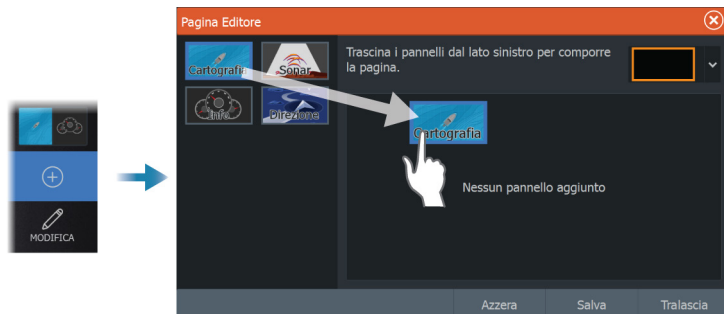 Pagina Editore
Cartografia
Sonar
Info
Direzione
Trascina i pannelli dal lato sinistro per comporre
la pagina.
Cartografia
Nessun pannello aggiunto
MODIFICA
Azzera
Salva
Tralascia